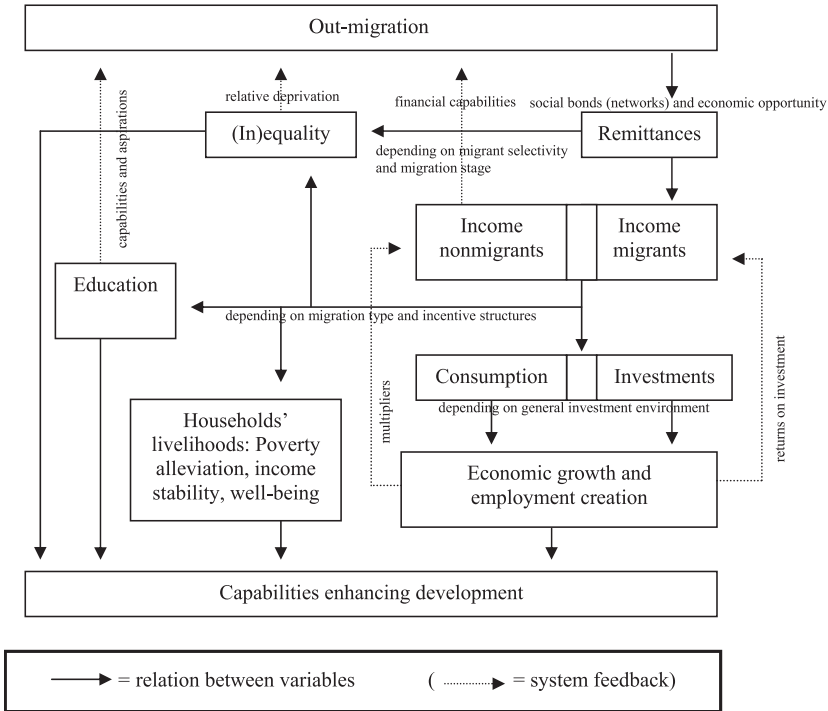 Out-migration
capabilities and aspirations
relative deprivation
financial capabilities
social bonds (networks) and economic opportunity
(In)equality
Remittances
depending on migrant selectivity
and migration stage
Income
nonmigrants
Income
migrants
Education
depending on migration type and incentive structures
multipliers
returns on investment
Consumption
Investments
depending on general investment environment
Households’
livelihoods: Poverty
alleviation, income
stability, well-being
Economic growth and
employment creation
Capabilities enhancing development
= relation between variables
( = system feedback)